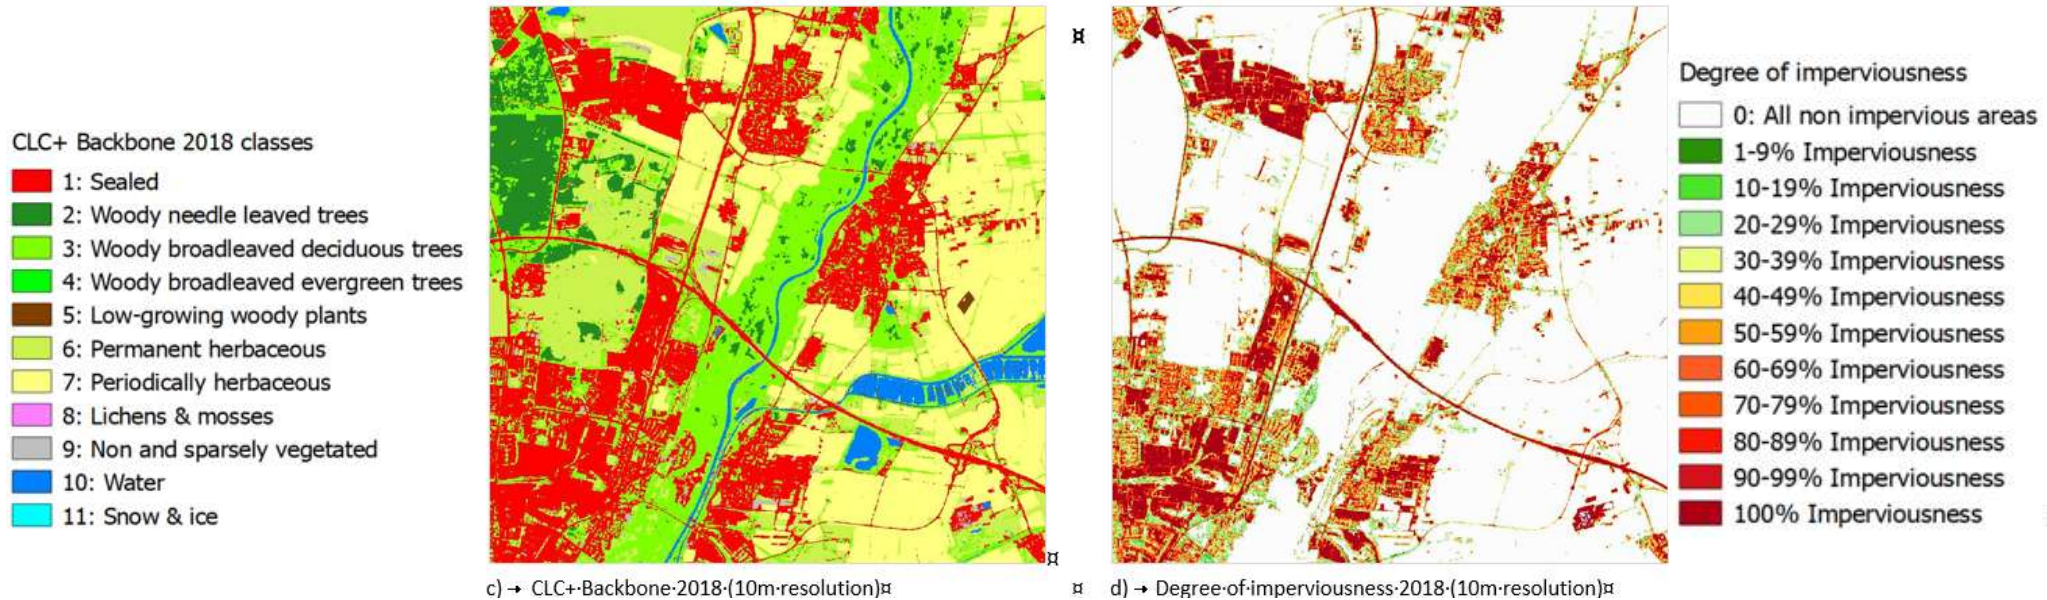 CLC+ Backbone 2018 classes
1: Sealed
2: Woody needle leaved trees
3: Woody broadleaved deciduous trees
4: Woody broadleaved evergreen trees
5: Low-growing woody plants
6: Permanent herbaceous
7: Periodically herbaceous
8: Lichens & mosses
9: Non and sparsely vegetated
10: Water
11: Snow & ice
c) → CLC+·Backbone·2018·(10m·resolution)¤
¤
¤
¤
Degree of imperviousness
0: All non impervious areas
1-9% Imperviousness
10-19% Imperviousness
20-29% Imperviousness
30-39% Imperviousness
40-49% Imperviousness
50-59% Imperviousness
60-69% Imperviousness
70-79% Imperviousness
80-89% Imperviousness
90-99% Imperviousness
100% Imperviousness
d) → Degree·of·imperviousness·2018·(10m·resolution)¤